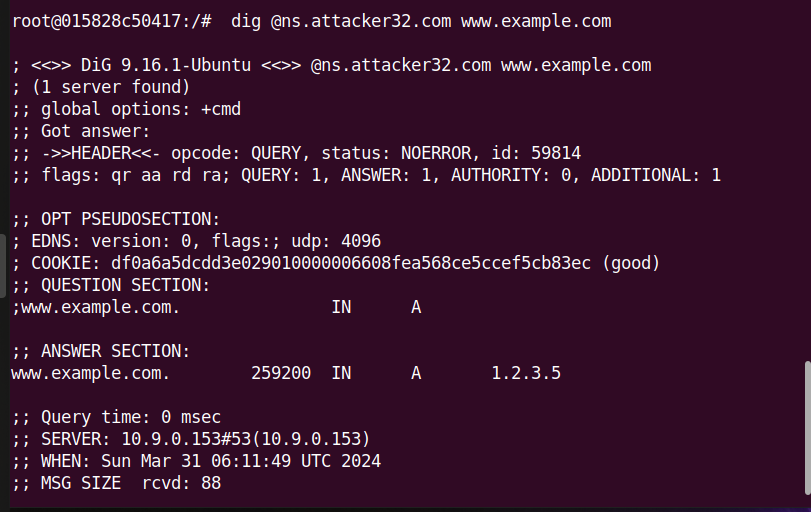 root@015828c50417:/#  dig @ns.attacker32.com www.example.com
; <<>> DiG 9.16.1-Ubuntu <<>> @ns.attacker32.com www.example.com
; (1 server found)
;; global options: +cmd
;; Got answer:
;; ->>HEADER<<- opcode: QUERY, status: NOERROR, id: 59814
;; flags: qr aa rd ra; QUERY: 1, ANSWER: 1, AUTHORITY: 0, ADDITIONAL: 1
;; OPT PSEUDOSECTION:
; EDNS: version: 0, flags:; udp: 4096
; COOKIE: df0a6a5dcdd3e029010000006608fea568ce5ccef5cb83ec (good)
;; QUESTION SECTION:
;www.example.com.               IN      A
;; ANSWER SECTION:
www.example.com.        259200  IN      A       1.2.3.5
;; Query time: 0 msec
;; SERVER: 10.9.0.153#53(10.9.0.153)
;; WHEN: Sun Mar 31 06:11:49 UTC 2024
;; MSG SIZE  rcvd: 88